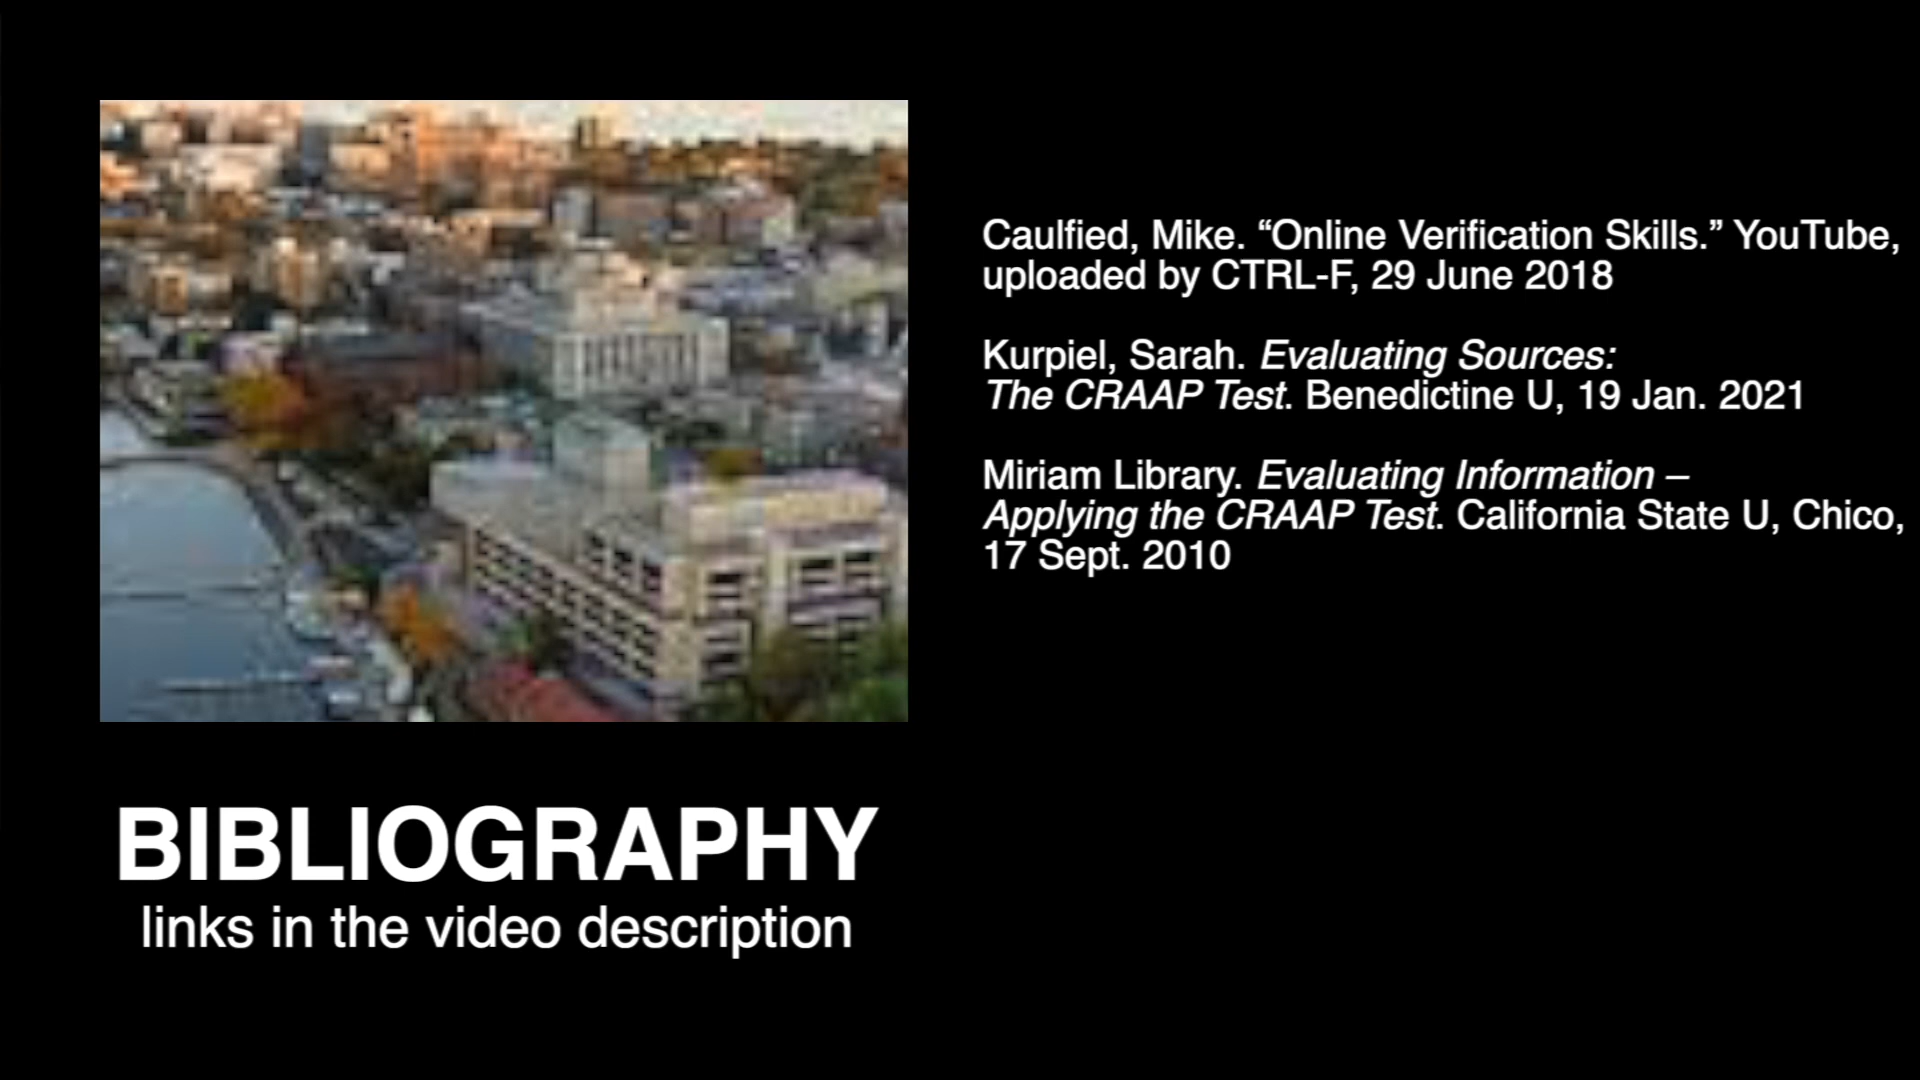 Caulfied, Mike. “Online Verification Skills.” YouTube,
uploaded by CTRL-F, 29 June 2018
Kurpiel, Sarah. Evaluating Sources:
The CRAAP Test. Benedictine U, 19 Jan. 2021
Miriam Library. Evaluating Information –
Applying the CRAAP Test. California State U, Chico,
17 Sept. 2010
BIBLIOGRAPHY
links in the video description